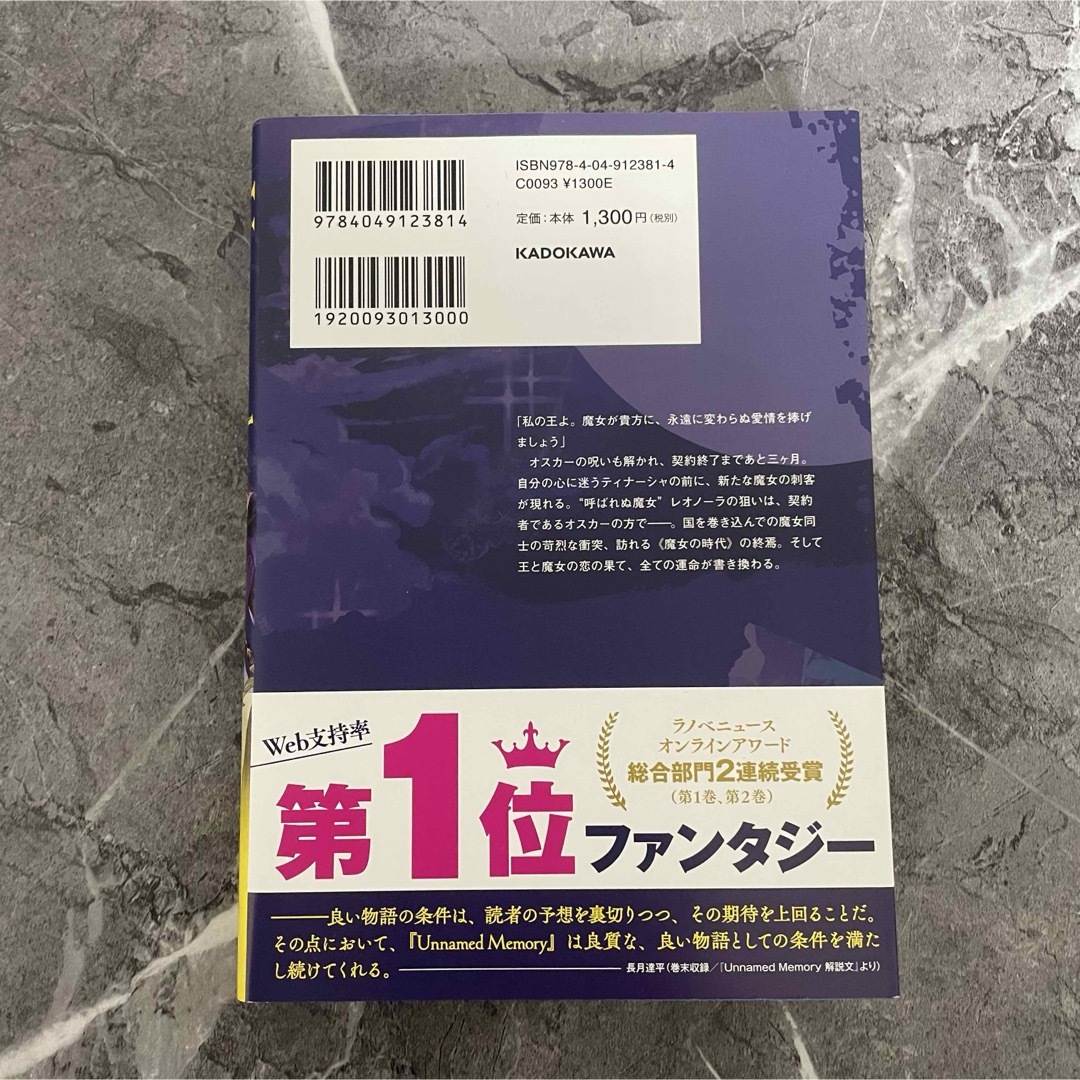 ISBN978-4-04-912381-4
C0093 ¥1300E
定価:本体 1,300円(税別)
KADOKAWA
9784049123814
1920093013000
「私の王よ。魔女が貴方に、永遠に変わらぬ愛情を捧げ
ましょう」
オスカーの呪いも解かれ、契約終了まであと三ヶ月。
自分の心に迷うティナーシャの前に、新たな魔女の刺客
が現れる。“呼ばれぬ魔女” レオノーラの狙いは、契約
者であるオスカーの方で――。国を巻き込んでの魔女同
士の苛烈な衝突、訪れる《魔女の時代》の終焉。そして
王と魔女の恋の果て、全ての運命が書き換わる。
Web支持率
第1位
ファンタジー
ラノベニュース
オンラインアワード
総合部門2連続受賞
(第1巻、第2巻)
――良い物語の条件は、読者の予想を裏切りつつ、その期待を上回ることだ。
その点において、『Unnamed Memory』は良質な、良い物語としての条件を満た
し続けてくれる。――長月達平(巻末収録/『Unnamed Memory 解説文』より)